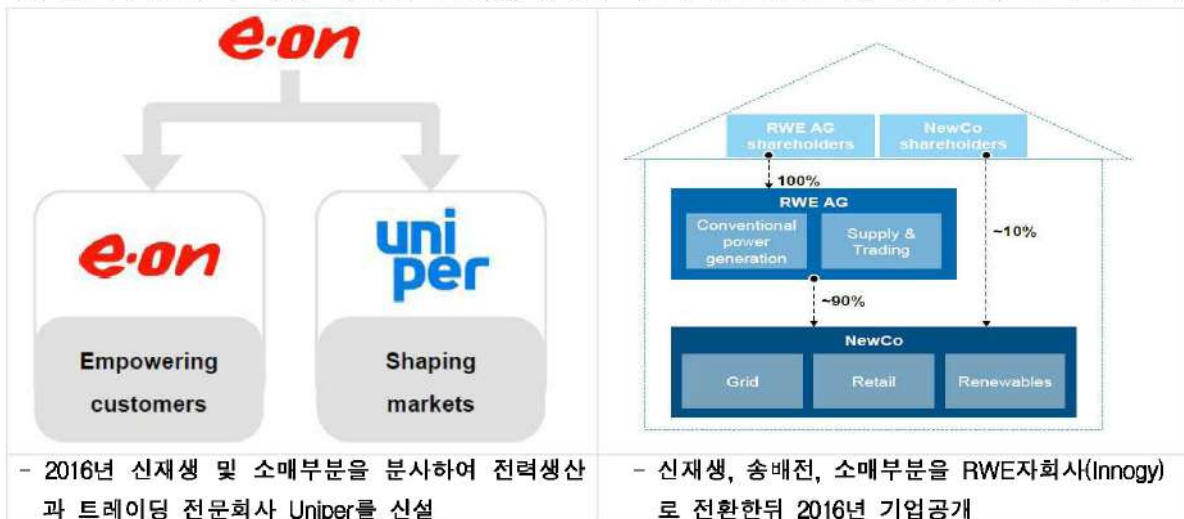 e·on
e·on
uni
per
Empowering
customers
Shaping
markets
- 2016년 신재생 및 소매부분을 분사하여 전력생산
과 트레이딩 전문회사 Uniper를 신설
RWE AG
shareholders
NewCo
shareholders
100%
RWE AG
Conventional
power
generation
Supply &
Trading
~10%
~90%
NewCo
Grid
Retail
Renewables
- 신재생, 송배전, 소매부분을 RWE자회사(Innogy)
로 전환한뒤 2016년 기업공개